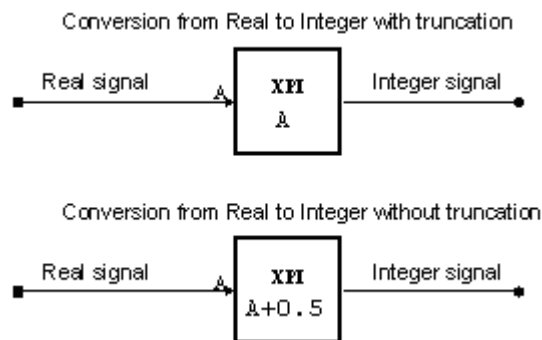 Conversion from Real to Integer with truncation
Real signal A XPI Integer signal
A
Conversion from Real to Integer without truncation
Real signal A XPI Integer signal
A+0.5